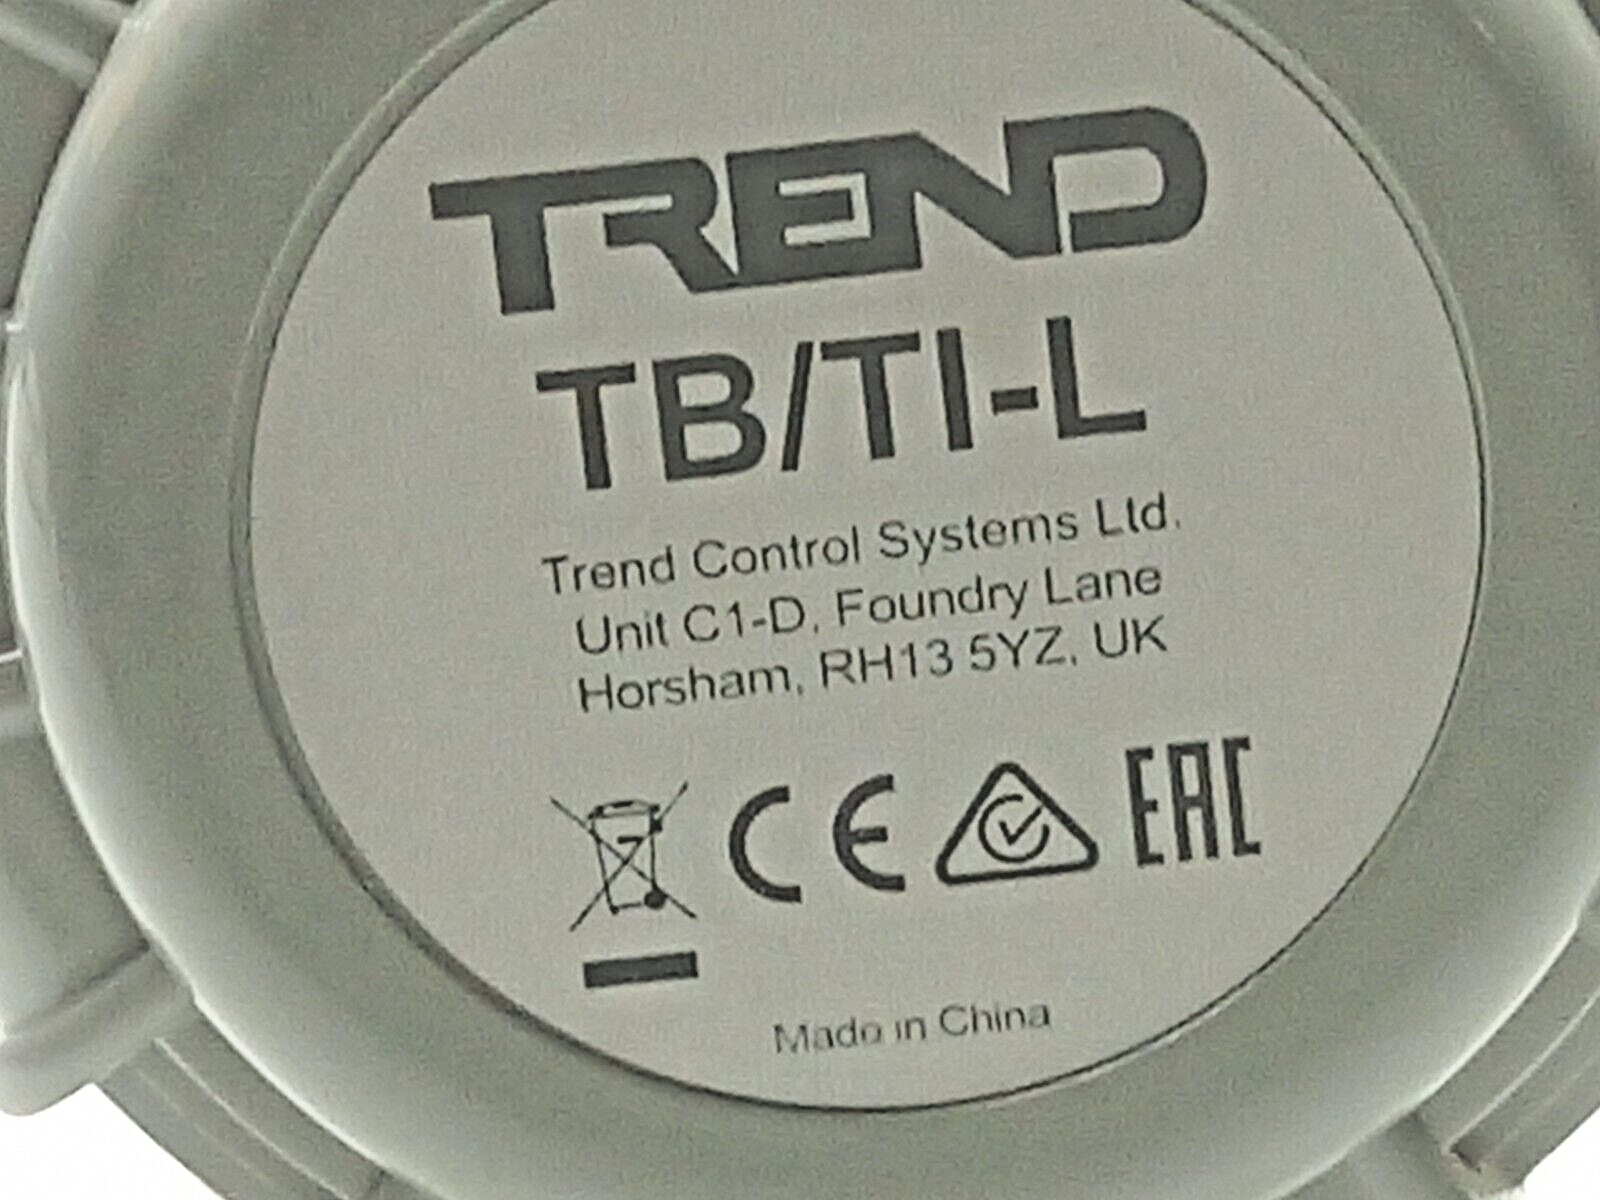 TREND
TB/TI-L
Trend Control Systems Ltd.
Unit C1-D, Foundry Lane
Horsham, RH13 5YZ, UK
CE EAC
Made in China